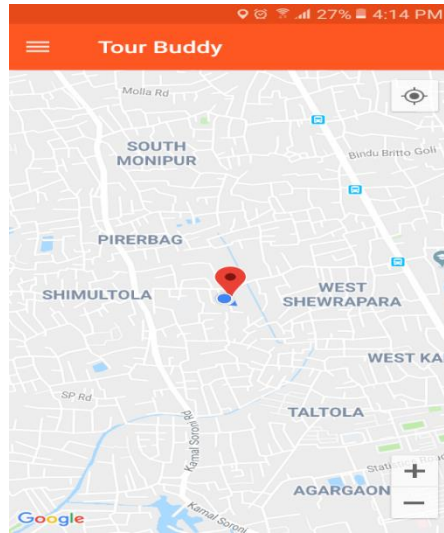 27% 4:14 PM
Tour Buddy
Molla Rd
SOUTH
MONIPUR
Bindu Britto Goli
PIRERBAG
SHIMULTOLA
WEST
SHEWRAPARA
WEST KA
SP Rd
TALTOLA
Kamal Soroni Rd
AGARGAON
Kamal Soroni
Google